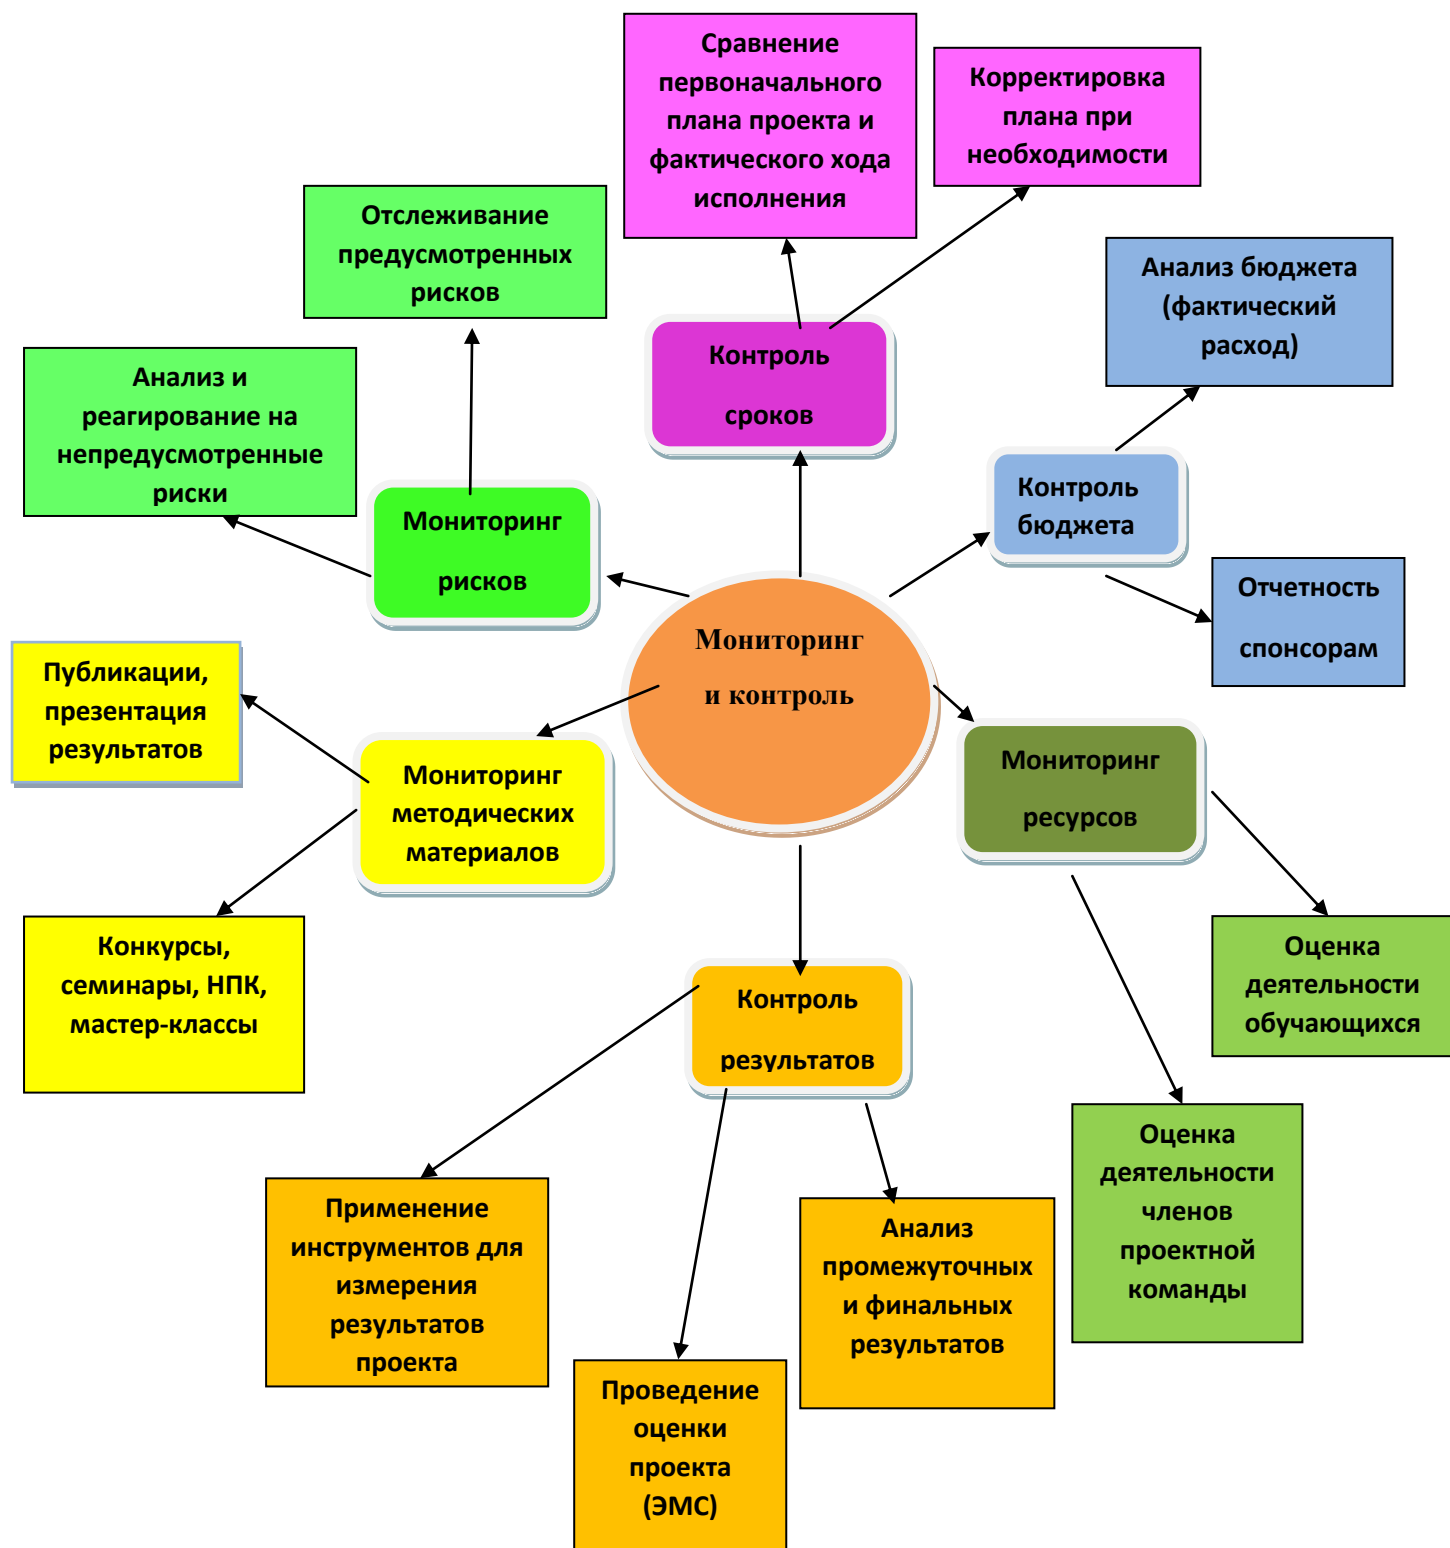 Сравнение
первоначального
плана проекта и
фактического хода
исполнения
Корректировка
плана при
необходимости
Отслеживание
предусмотренных
рисков
Анализ бюджета
(фактический
расход)
Контроль
сроков
Анализ и
реагирование на
непредусмотренные
риски
Контроль
бюджета
Мониторинг
рисков
Отчетность
спонсорам
Мониторинг
и контроль
Публикации,
презентация
результатов
Мониторинг
методических
материалов
Мониторинг
ресурсов
Конкурсы,
семинары, НПК,
мастер-классы
Оценка
деятельности
обучающихся
Контроль
результатов
Оценка
деятельности
членов
проектной
команды
Применение
инструментов для
измерения
результатов
проекта
Анализ
промежуточных
и финальных
результатов
Проведение
оценки
проекта
(ЭМС)